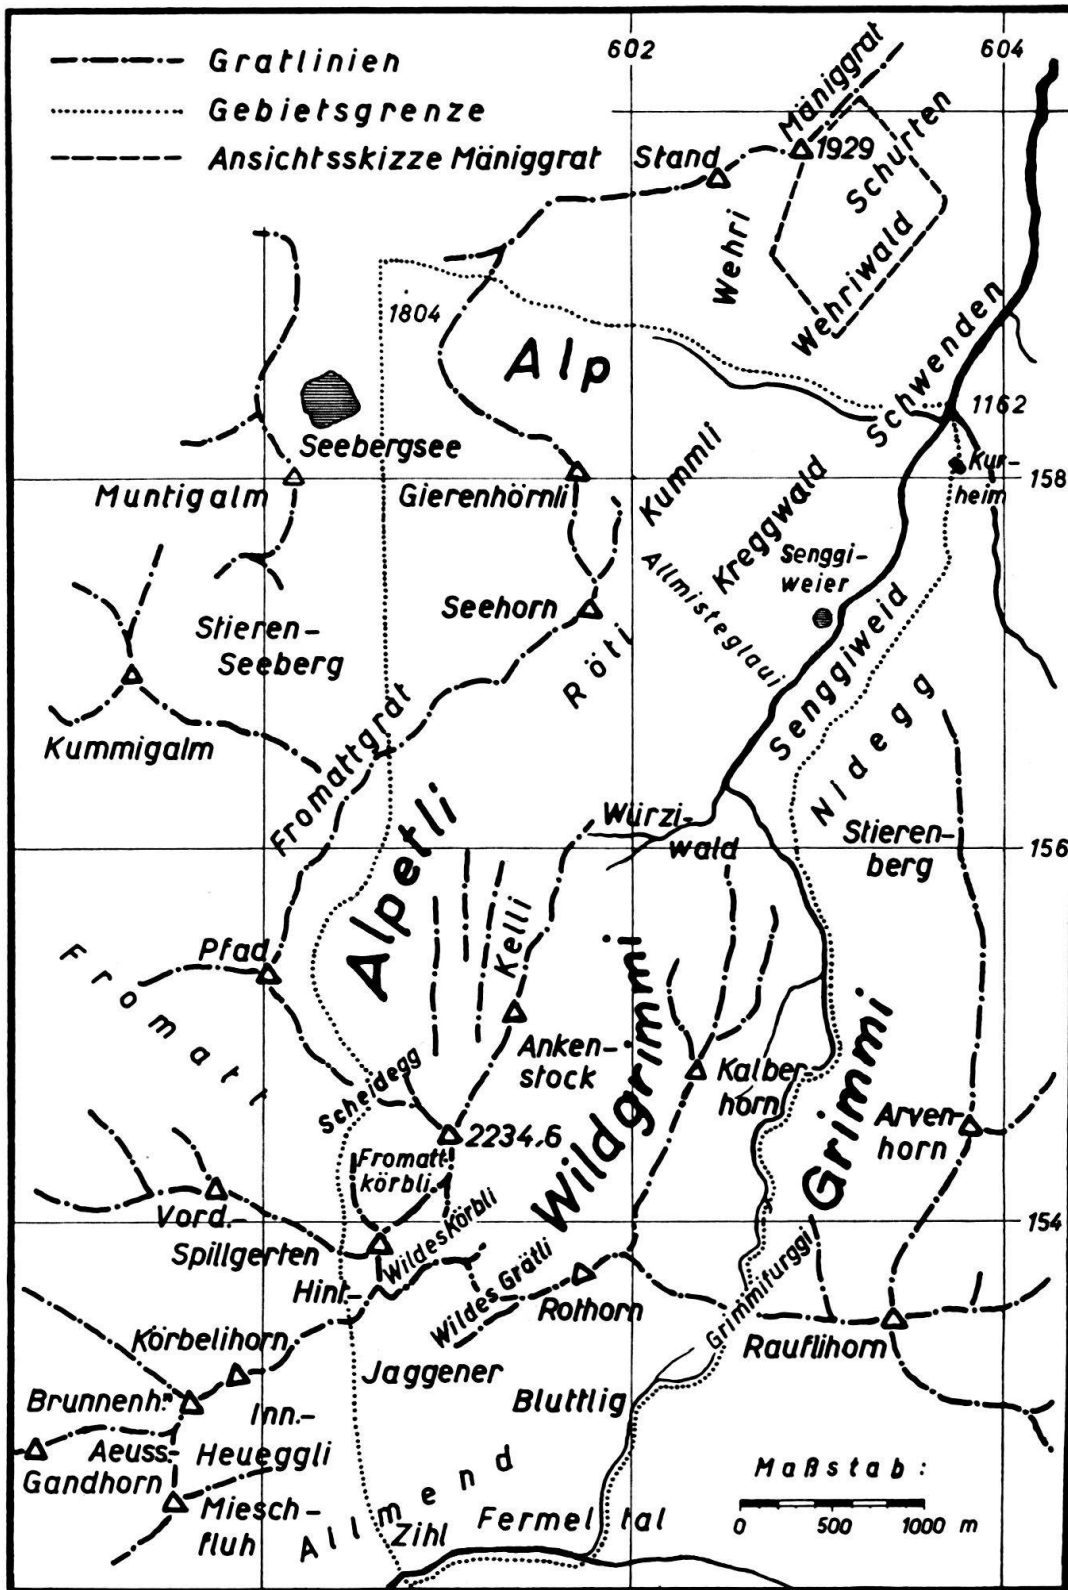 602
604
Gratlinien
Gebietsgrenze
Ansichtsskizze Mäniggrat
Mäniggrat
Stand
1929
Schurten
Wehri
Wehriwald
1804
Alp
Schwenden
1162
Seebergsee
Kur-
heim
158
Muntigalm
Gierenhörnli
Kummli
Kreggwald
Senggi-
weier
Allmisteglaui
Seehorn
Stieren-
Seeberg
Röti
Senggiweid
Nidegg
Kummigalm
Fromattgrat
Alpetli
Würzi-
wald
Stieren-
berg
156
Pfad
Fromatt
Kelli
Wildgrimmi
Grimmi
Anken-
stock
Kalber-
horn
Scheidegg
2234,6
Arven-
horn
Fromatt-
körbli
Vord.-
Spillgerten
Hint.-
Wildes Körbli
Wildes Grätli
154
Rothorn
Grimmifurggi
Körbelihorn
Rauflihorn
Jaggener
Brunnenh.
Inn.-
Bluttlig
Aeuss.-
Heueggli
Gandhorn
Miesch-
fluh
Allmend
Zihl
Fermeltal
Maßstab:
0 500 1000 m